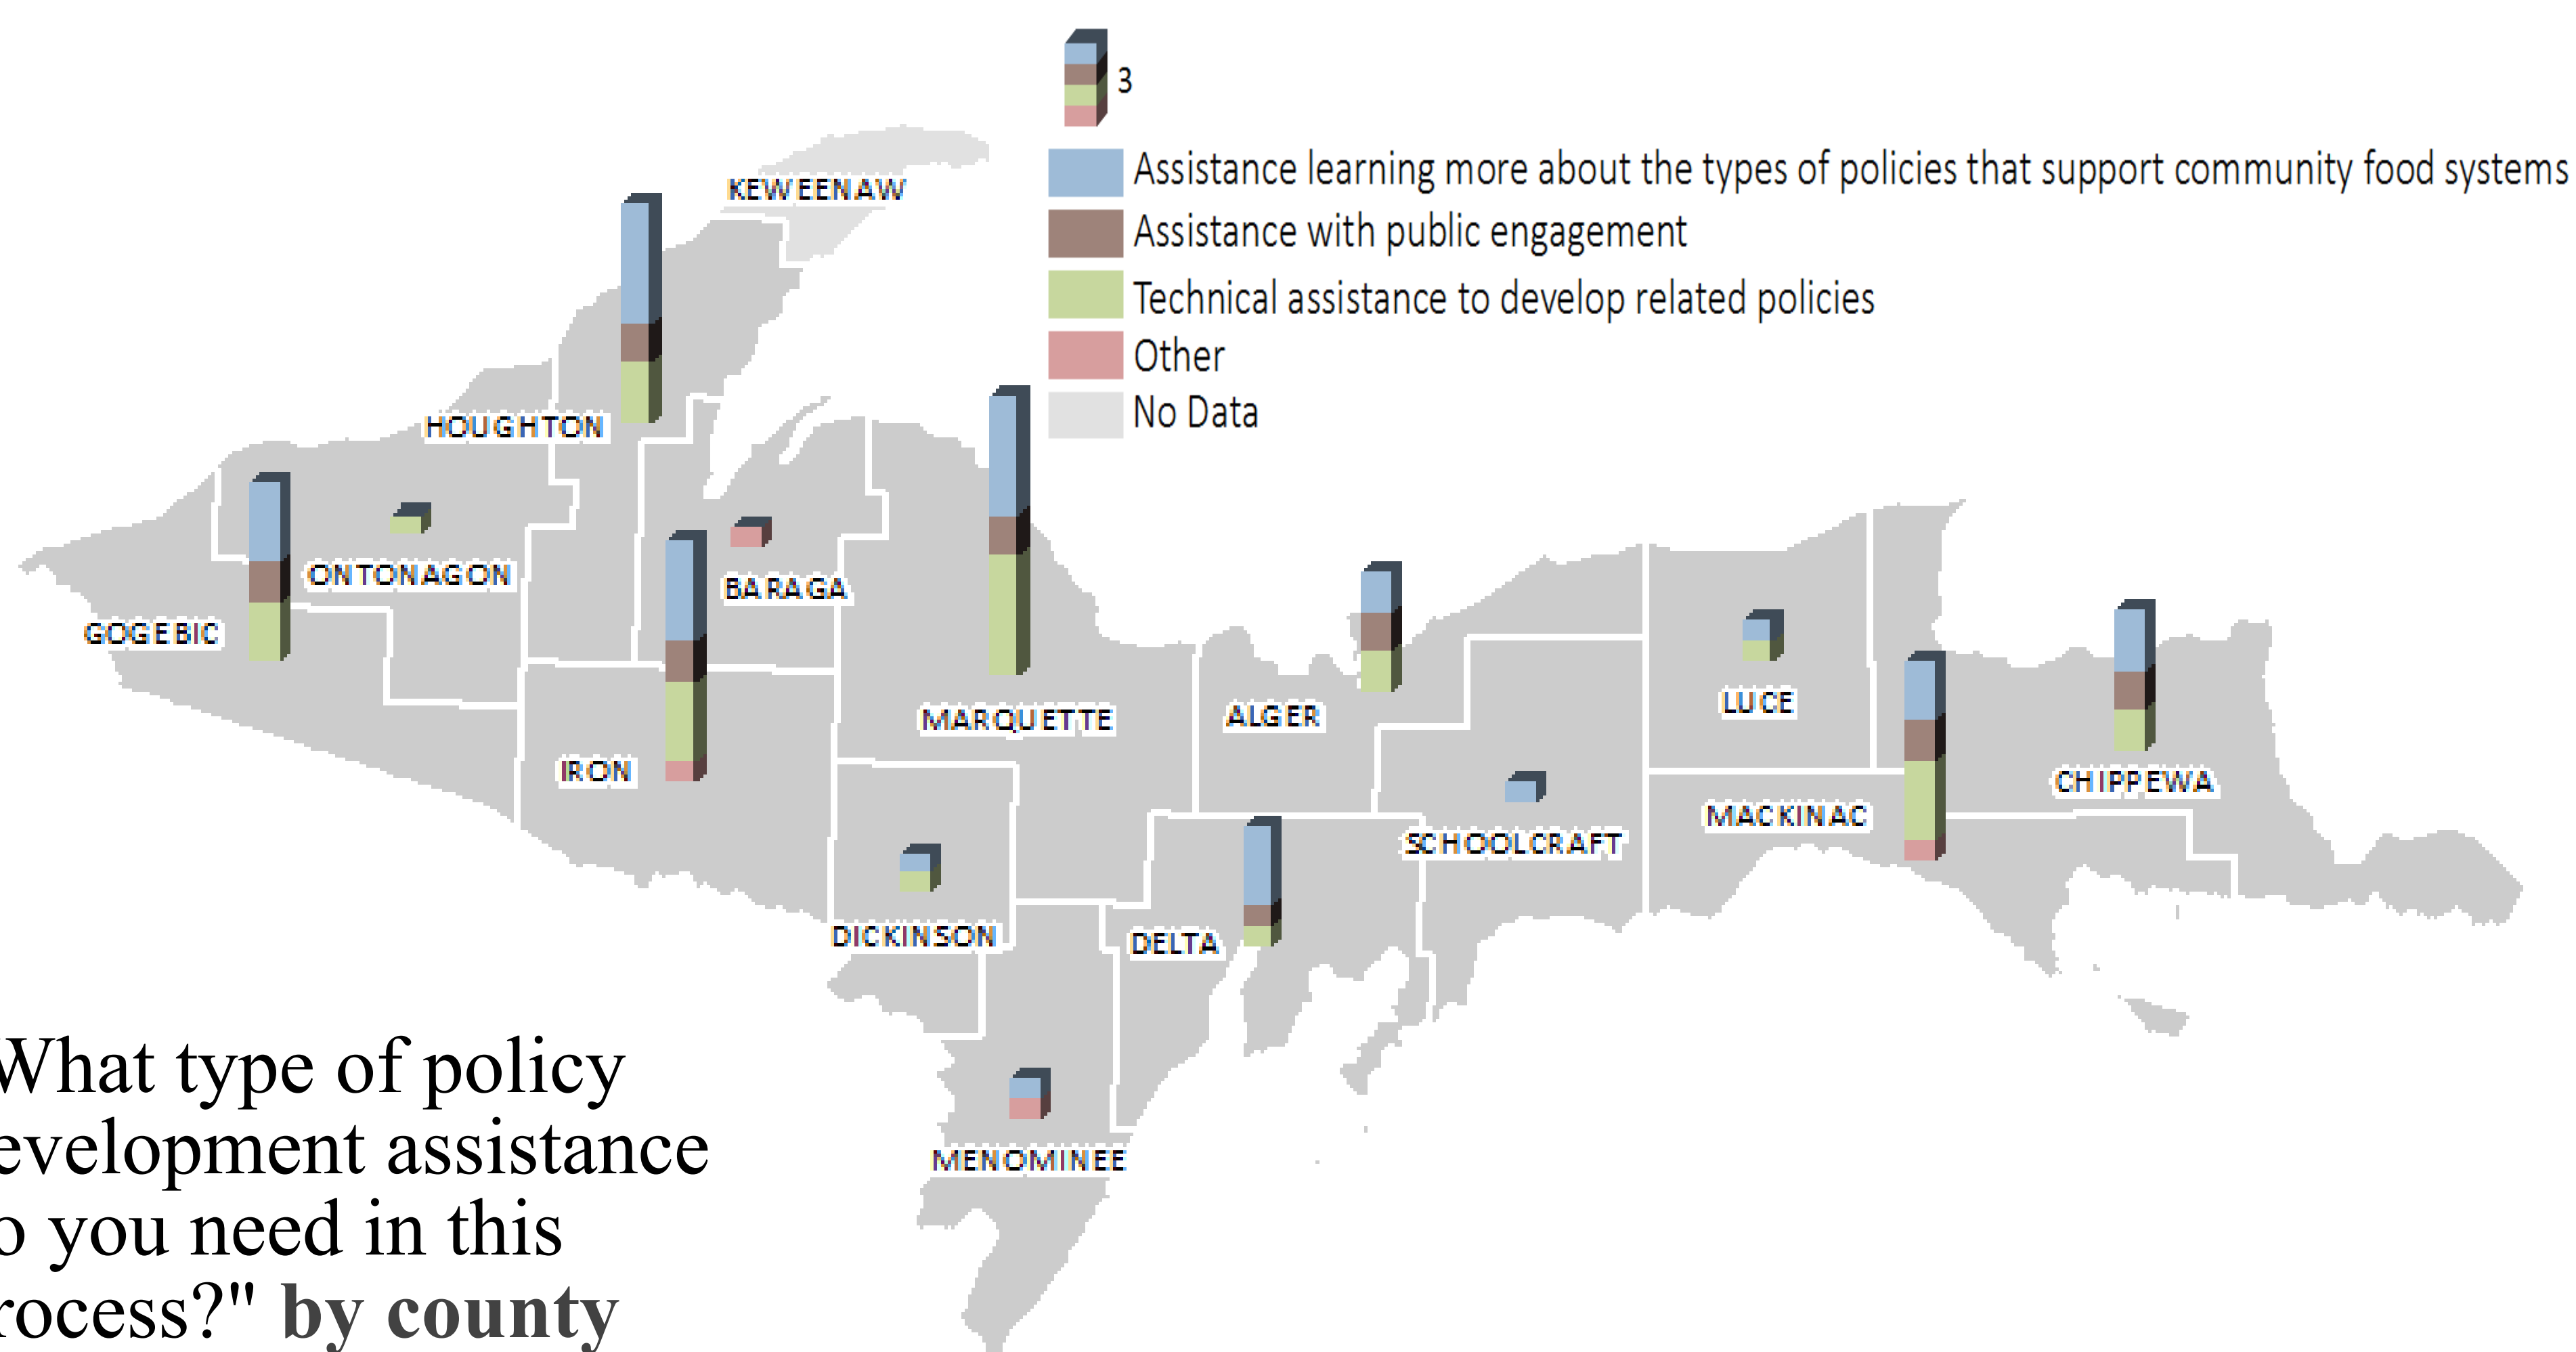 3
Assistance learning more about the types of policies that support community food systems
Assistance with public engagement
Technical assistance to develop related policies
Other
No Data
KEWEENAW
HOUGHTON
ONTONAGON
BARAGA
GOGEBIC
MARQUETTE
ALGER
LUCE
IRON
CHIPPEWA
MACKINAC
SCHOOLCRAFT
DICKINSON
DELTA
MENOMINEE
What type of policy
evelopment assistance
o you need in this
rocess?" by county